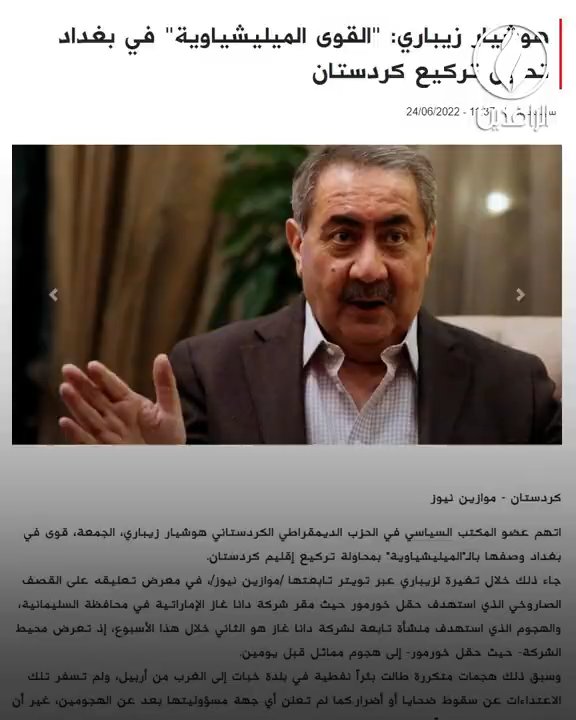 هوشيار زيباري: "القوى الميليشياوية" في بغداد
تركيع كردستان
24/06/2022 -
الرافدين
كردستان - موازين نيوز
اتهم عضو المكتب السياسي في الحزب الديمقراطي الكردستاني هوشيار زيباري، الجمعة، قوى في
بغداد وصفها بالـ"الميليشياوية" بمحاولة تركيع إقليم كردستان.
جاء ذلك خلال تغيرة لزيباري عبر تويتر تابعتها /موازين نيوز/، في معرض تعليقه على القصف
الصاروخي الذي استهدف حقل خورمور حيث مقر شركة دانا غاز الإماراتية في محافظة السليمانية،
والهجوم الذي استهدف منشأة تابعة لشركة دانا غاز هو الثاني خلال هذا الأسبوع، إذ تعرض محيط
الشركة- حيث حقل خورمور- إلى هجوم مماثل قبل يومين.
وسبق ذلك هجمات متكررة طالت بئراً نفطية في بلدة خبات إلى الغرب من أربيل، ولم تسفر تلك
الاعتداءات عن سقوط ضحايا أو أضرار كما لم تعلن أي جهة مسؤوليتها بعد عن الهجومين، غير أن